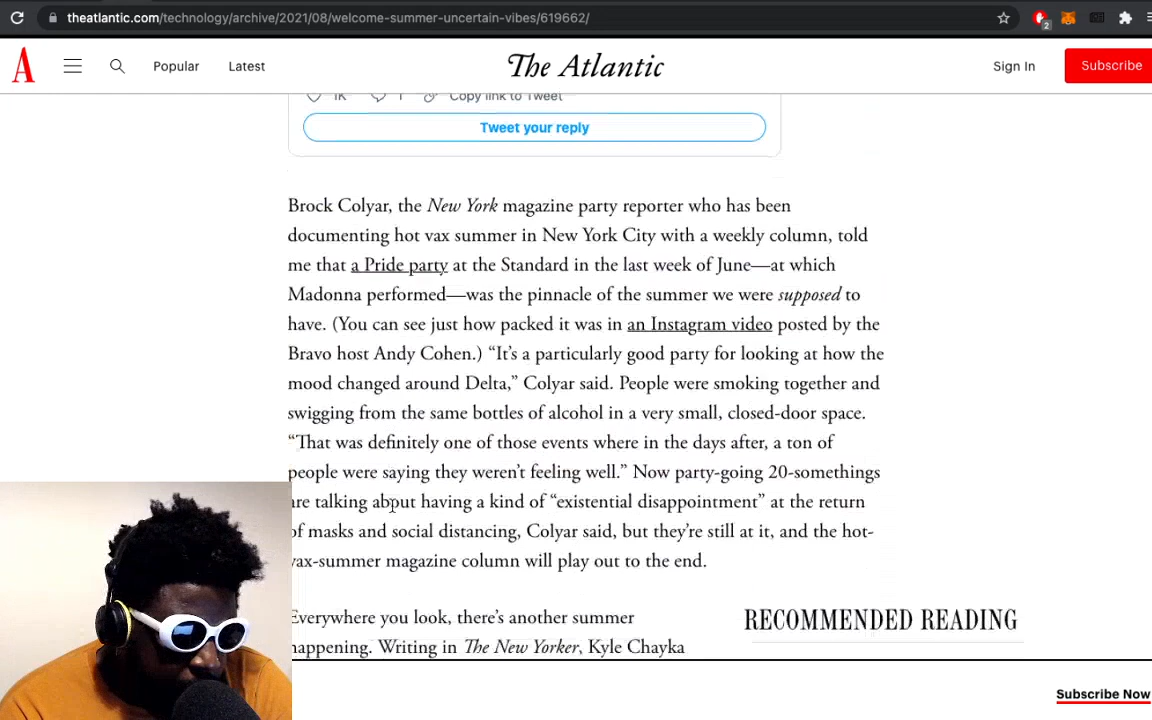 theatlantic.com/technology/archive/2021/08/welcome-summer-uncertain-vibes/619662/
2
Popular
Latest
The Atlantic
Sign In
Subscribe
1K
1
Copy link to Tweet
Tweet your reply
Brock Colyar, the New York magazine party reporter who has been
documenting hot vax summer in New York City with a weekly column, told
me that a Pride party at the Standard in the last week of June—at which
Madonna performed—was the pinnacle of the summer we were supposed to
have. (You can see just how packed it was in an Instagram video posted by the
Bravo host Andy Cohen.) “It’s a particularly good party for looking at how the
mood changed around Delta,” Colyar said. People were smoking together and
swigging from the same bottles of alcohol in a very small, closed-door space.
“That was definitely one of those events where in the days after, a ton of
people were saying they weren’t feeling well.” Now party-going 20-somethings
are talking about having a kind of “existential disappointment” at the return
of masks and social distancing, Colyar said, but they’re still at it, and the hot-
vax-summer magazine column will play out to the end.
Everywhere you look, there’s another summer
happening. Writing in The New Yorker, Kyle Chayka
RECOMMENDED READING
Subscribe Now